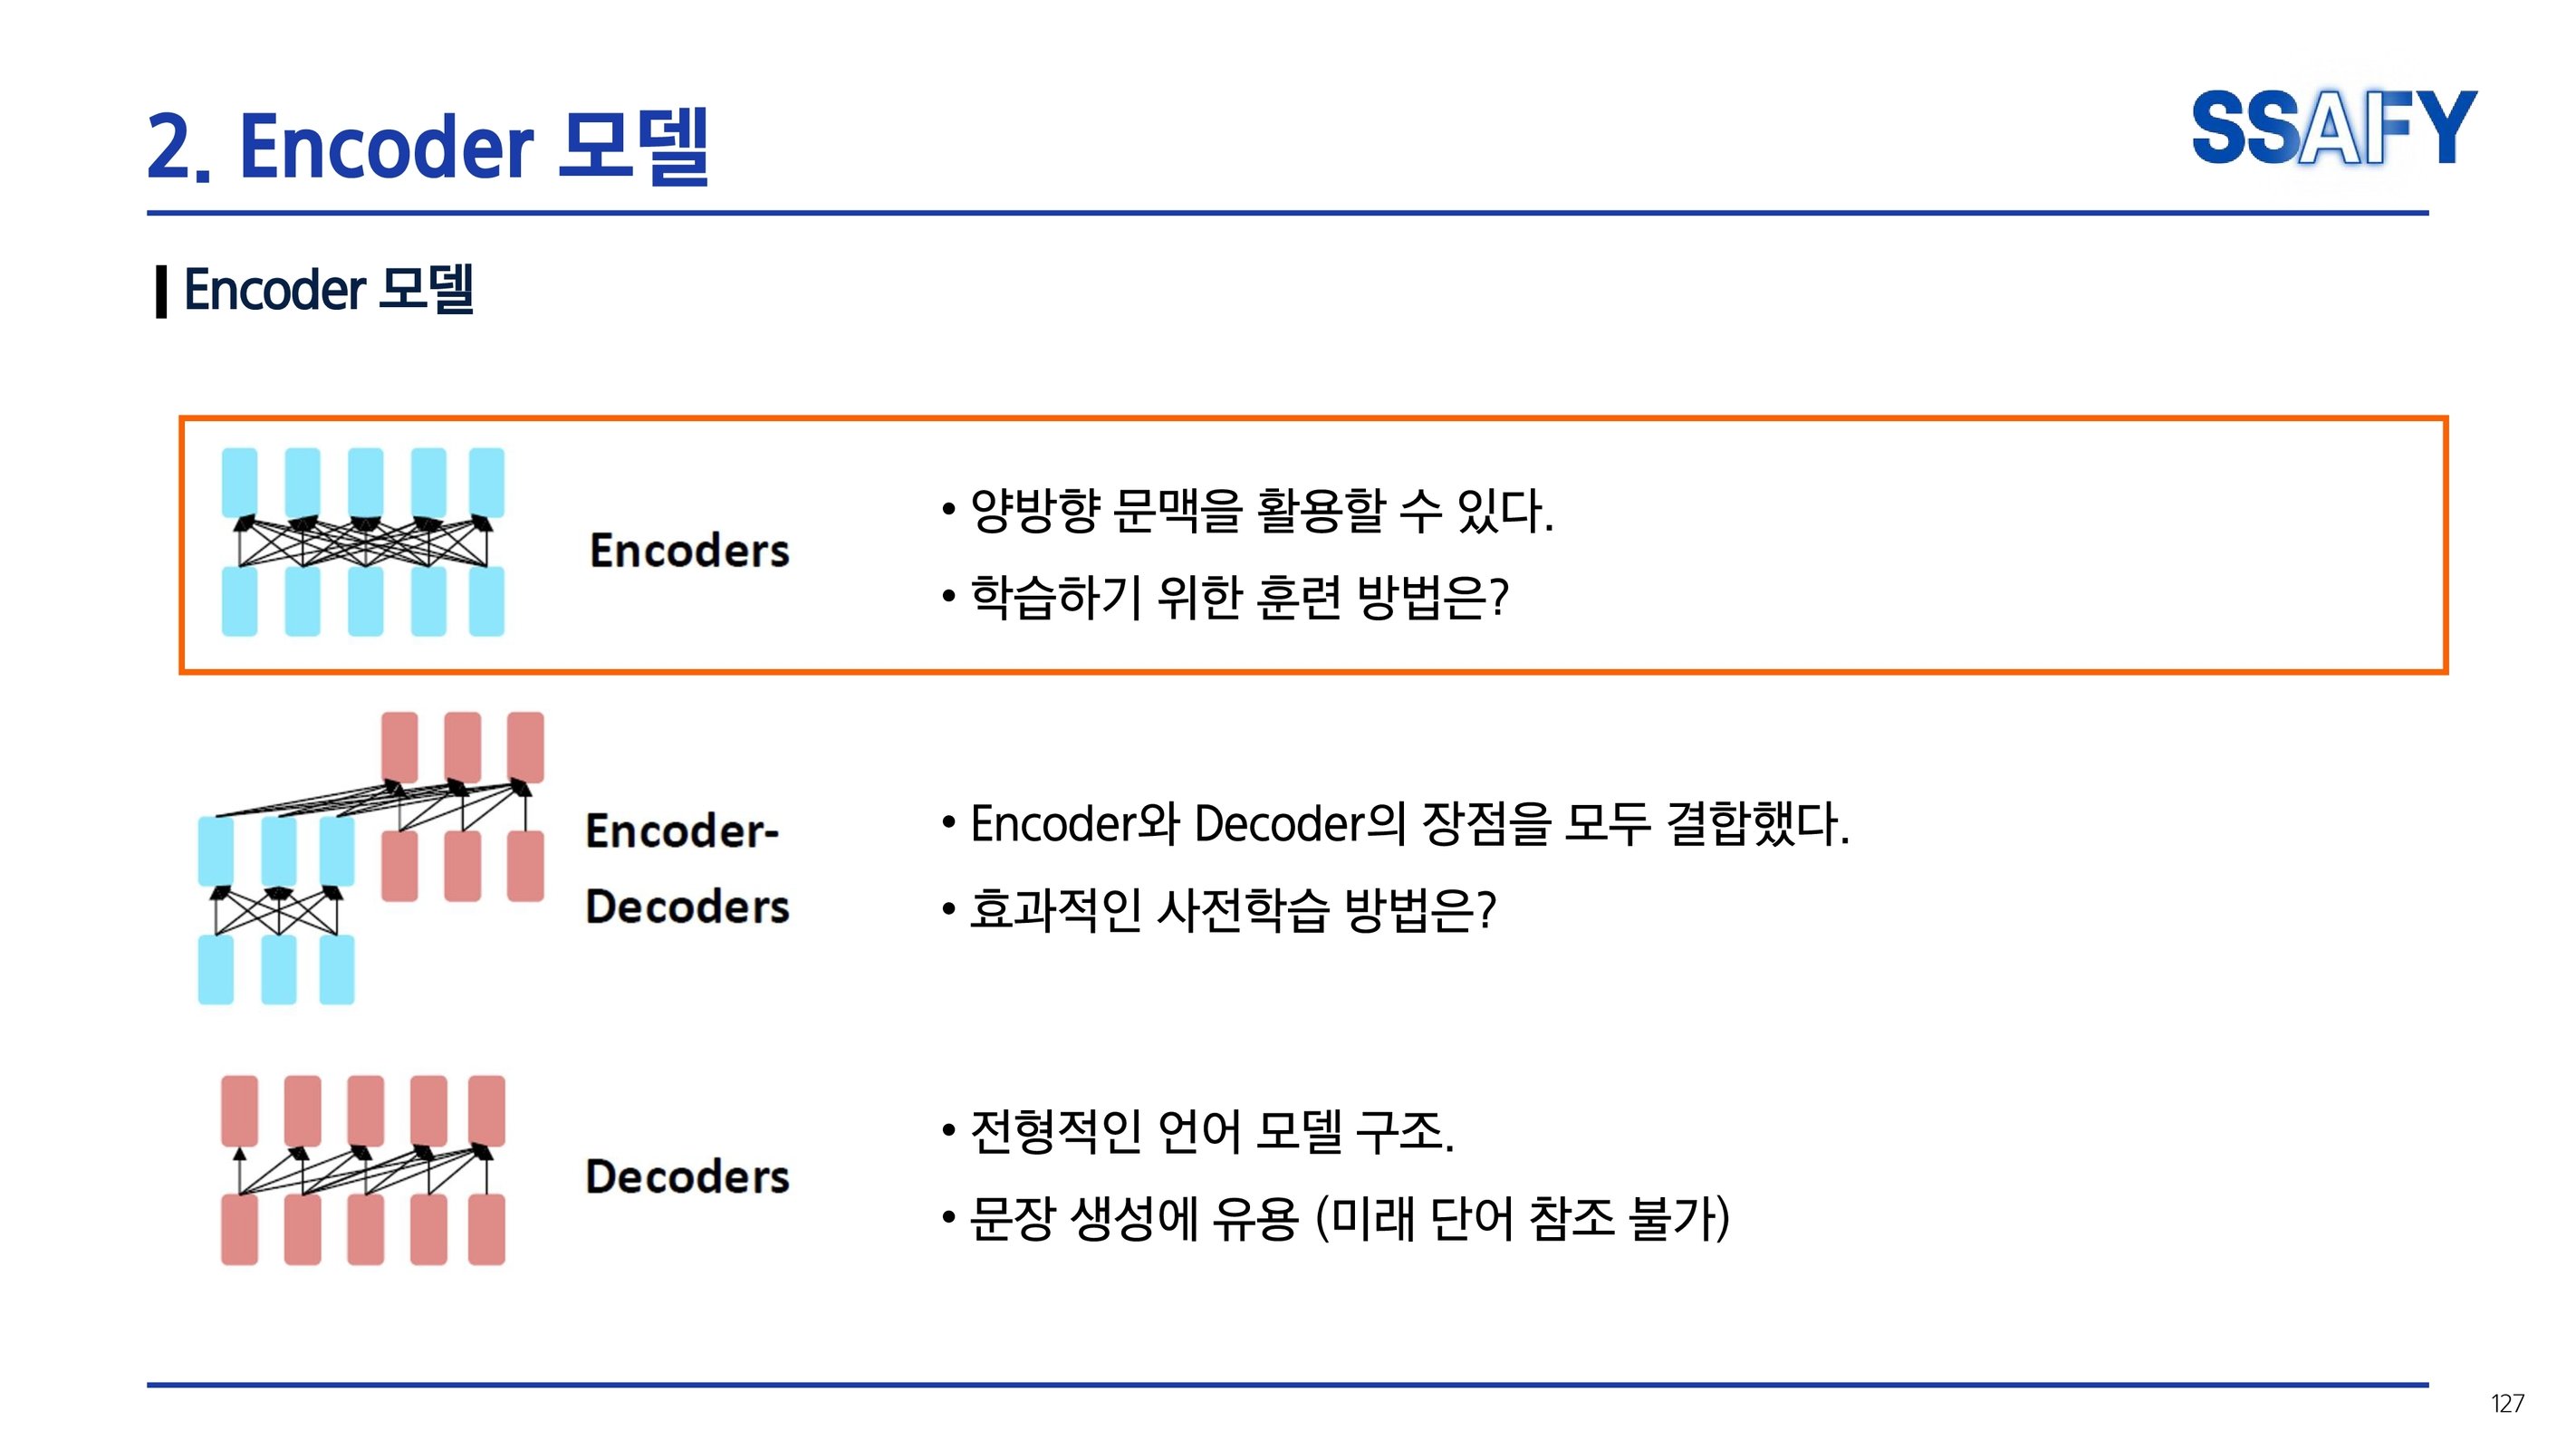 2. Encoder 모델
SSAFY
Encoder 모델
Encoders
• 양방향 문맥을 활용할 수 있다.
• 학습하기 위한 훈련 방법은?
Encoder-
Decoders
• Encoder와 Decoder의 장점을 모두 결합했다.
• 효과적인 사전학습 방법은?
Decoders
• 전형적인 언어 모델 구조.
• 문장 생성에 유용 (미래 단어 참조 불가)
127